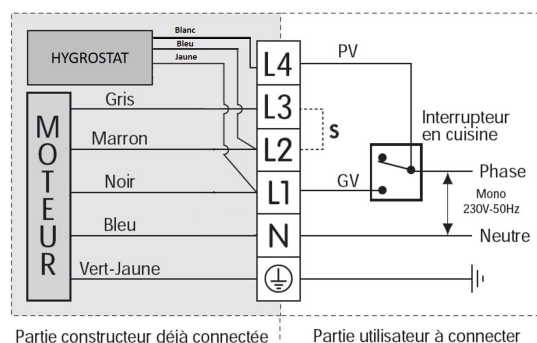 Blanc
Bleu
Jaune
HYGROSTAT
MOTEUR
Gris
Marron
Noir
Bleu
Vert-Jaune
L4
L3
L2
L1
N
PV
S
GV
Interrupteur
en cuisine
Phase
Mono
230V-50Hz
Neutre
Partie constructeur déjà connectée
Partie utilisateur à connecter